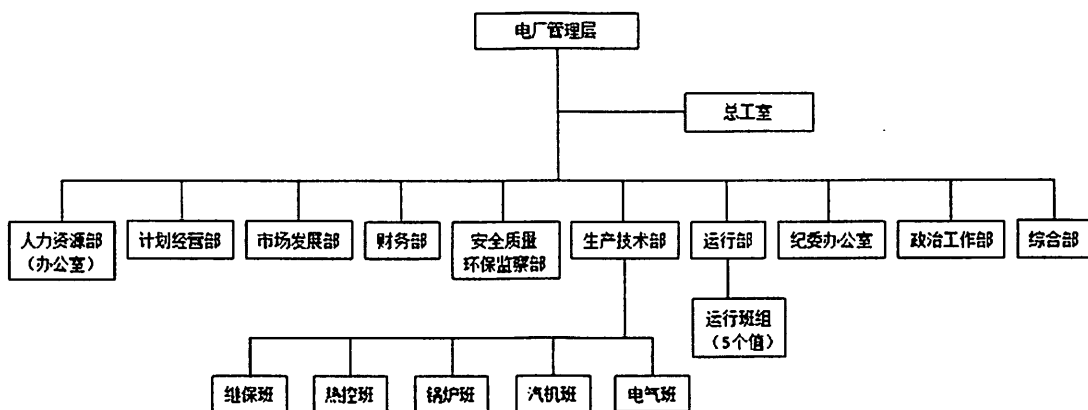 电厂管理层
总工室
人力资源部
（办公室）
计划经营部
市场发展部
财务部
安全质量
环保监察部
生产技术部
运行部
纪委办公室
政治工作部
综合部
运行班组
（5个值）
维保班
热控班
锅炉班
汽机班
电气班